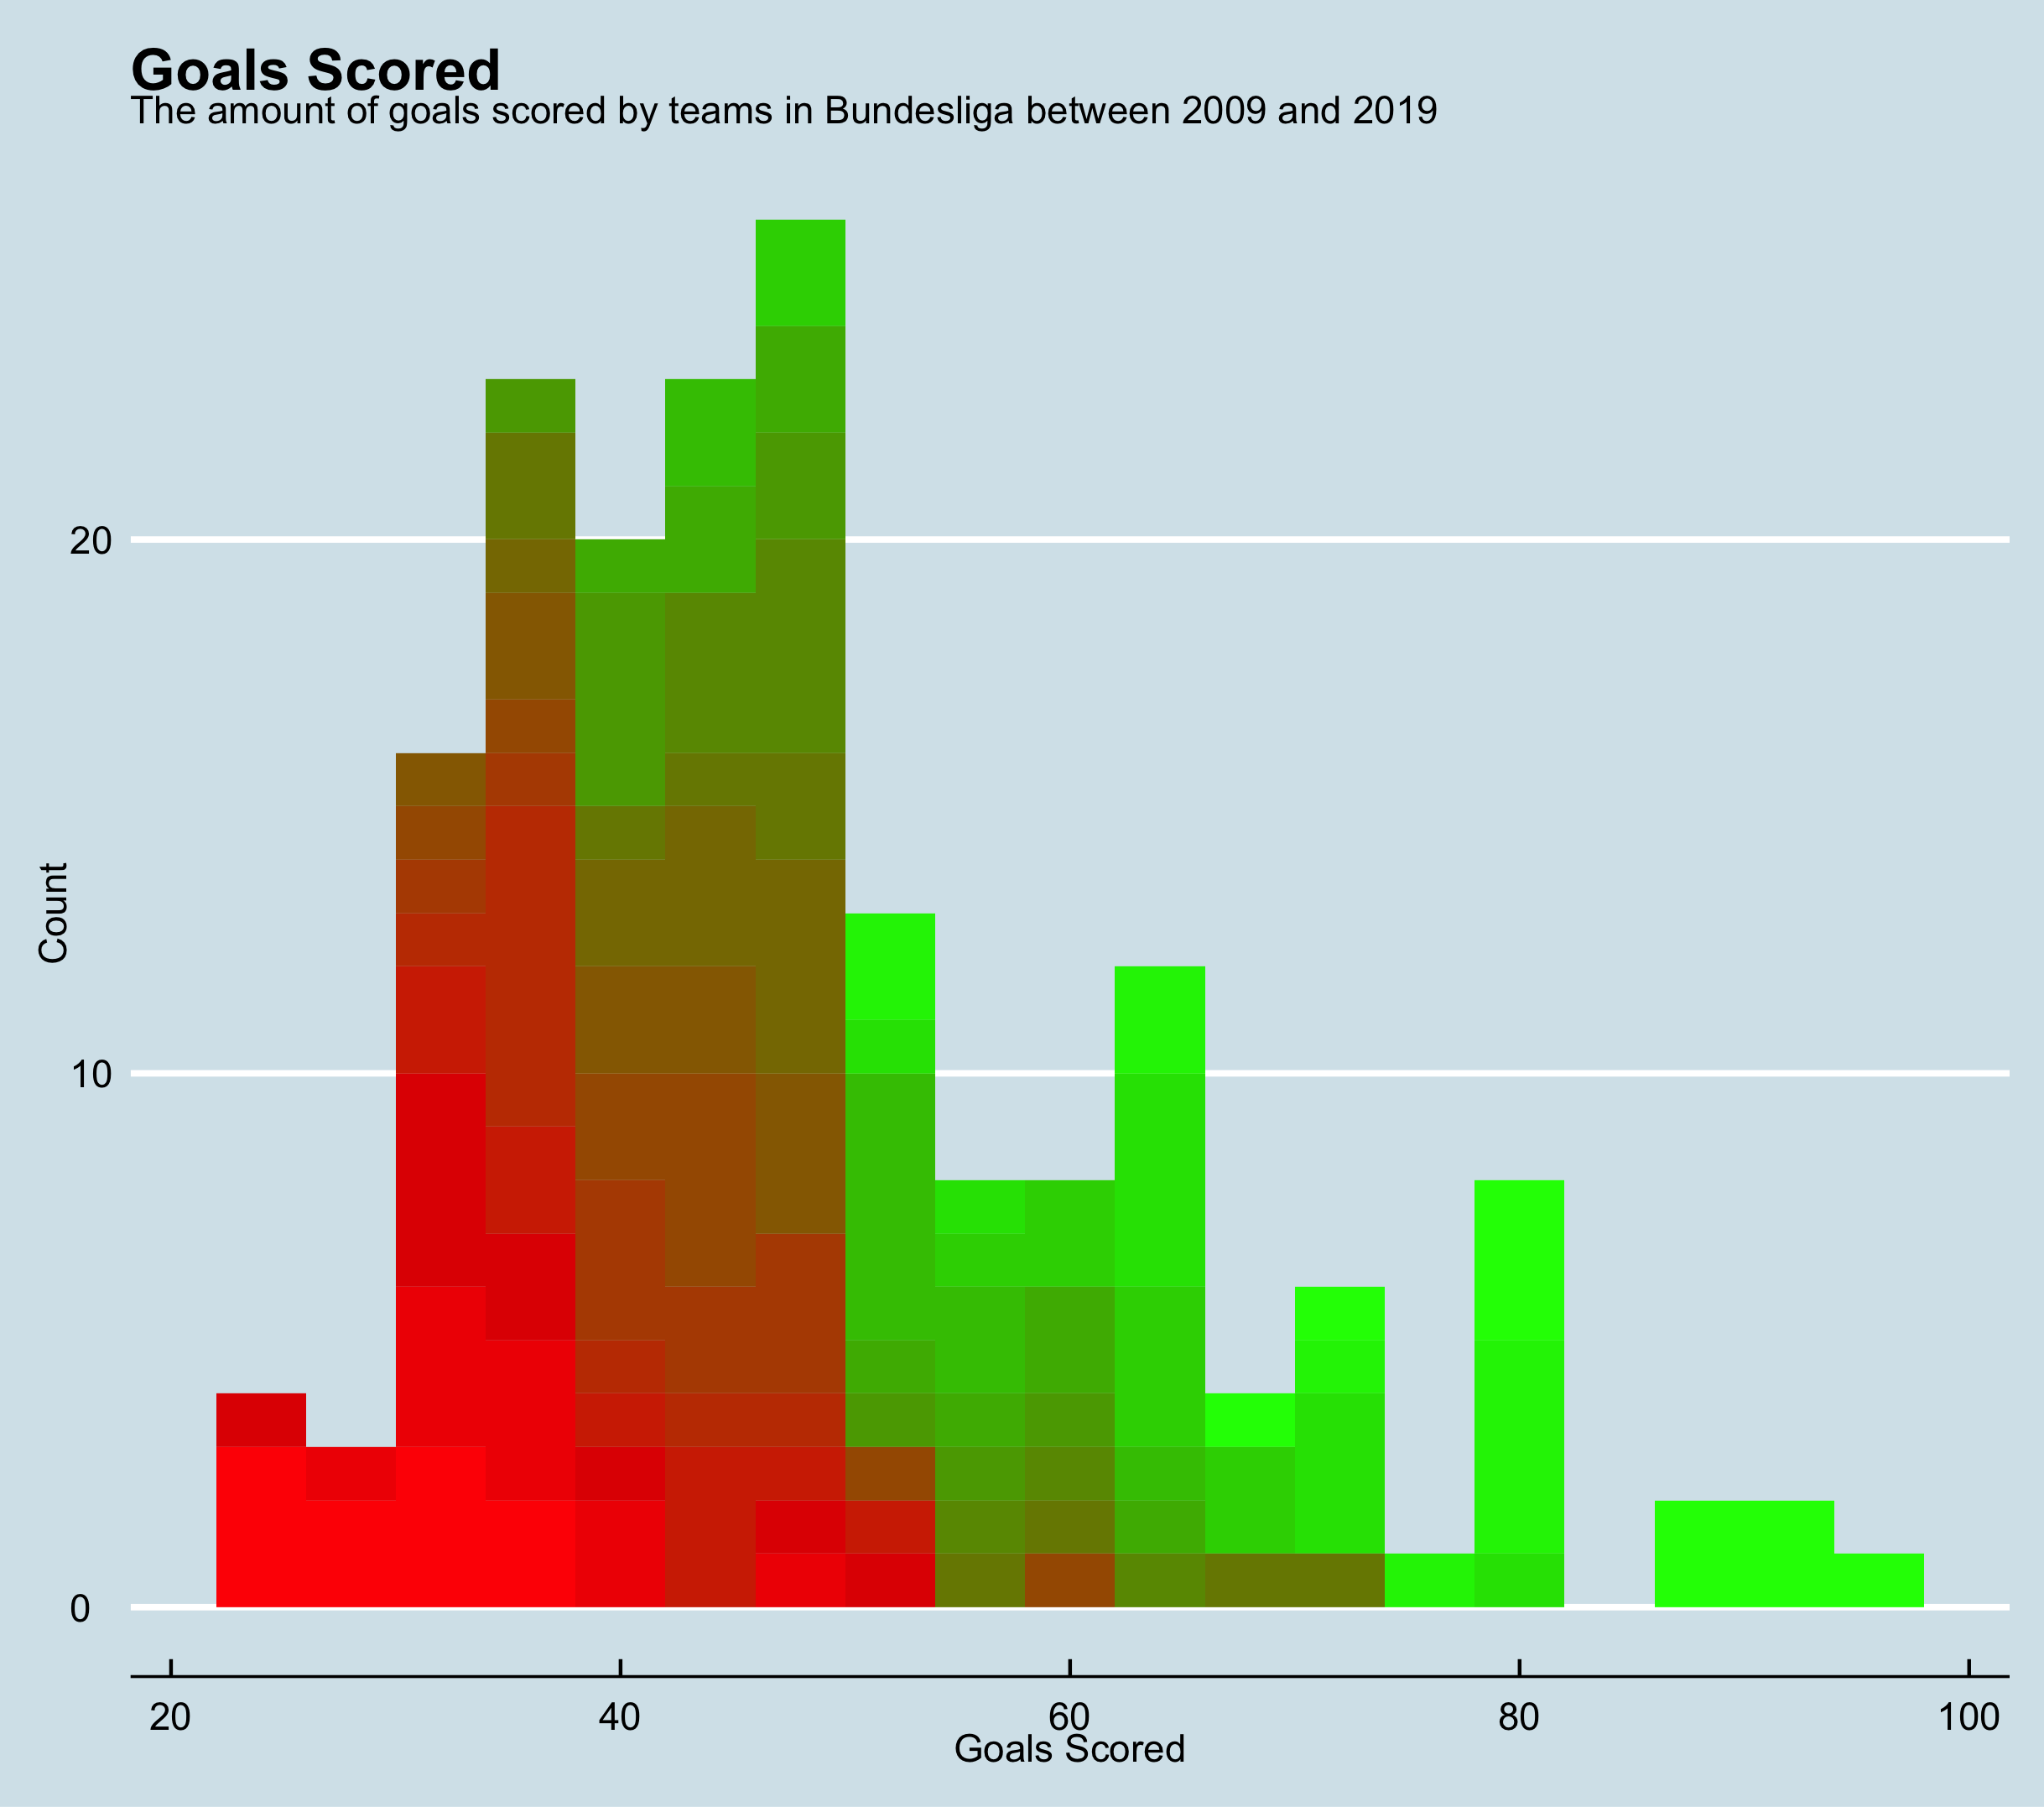 Goals Scored
The amount of goals scored by teams in Bundesliga between 2009 and 2019
20
10
0
Count
20 40 60 80 100
Goals Scored